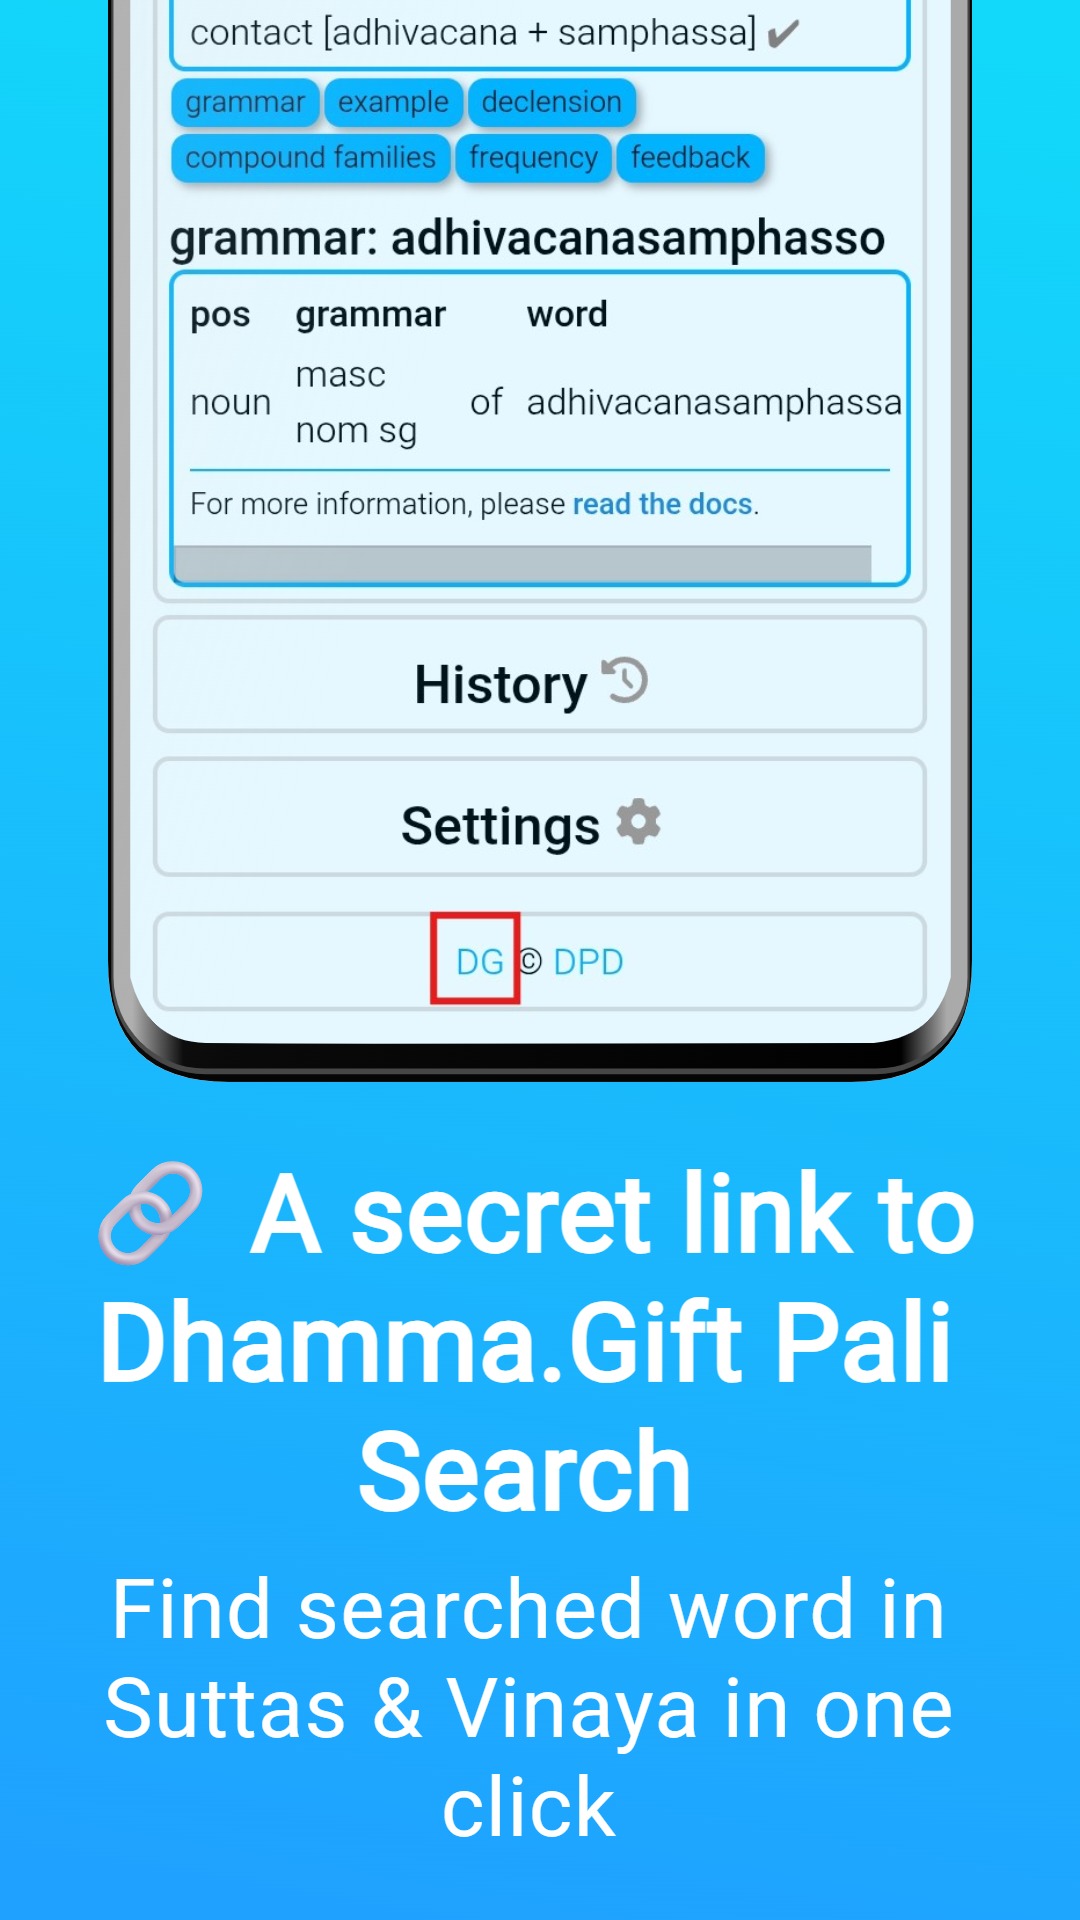 contact [adhivacana + samphassa] ✔
grammar example declension
compound families frequency feedback
grammar: adhivacanasamphasso
pos grammar word
noun masc nom sg of adhivacanasamphassa
For more information, please read the docs.
History
Settings
DG © DPD
🔗 A secret link to
Dhamma.Gift Pali
Search
Find searched word in
Suttas & Vinaya in one
click